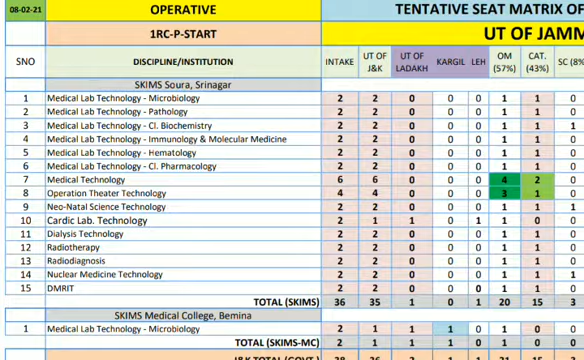 08-02-21 OPERATIVE TENTATIVE SEAT MATRIX OF
1RC-P-START UT OF JAMM
SNO DISCIPLINE/INSTITUTION INTAKE UT OF J&K UT OF LADAKH KARGIL LEH OM (57%) CAT. (43%) SC (8%
SKIMS Soura, Srinagar
1 Medical Lab Technology - Microbiology 2 2 0 0 0 1 1 0
2 Medical Lab Technology - Pathology 2 2 0 0 0 1 1 0
3 Medical Lab Technology - Cl. Biochemistry 2 2 0 0 0 1 1 1
4 Medical Lab Technology - Immunology & Molecular Medicine 2 2 0 0 0 1 1 0
5 Medical Lab Technology - Hematology 2 2 0 0 0 1 1 0
6 Medical Lab Technology - Cl. Pharmacology 2 2 0 0 0 1 1 0
7 Medical Technology 6 6 0 0 0 4 2 0
8 Operation Theater Technology 4 4 0 0 0 3 1 0
9 Neo-Natal Science Technology 2 2 0 0 0 1 1 1
10 Cardic Lab. Technology 2 1 1 0 1 1 0 0
11 Dialysis Technology 2 2 0 0 0 1 1 0
12 Radiotherapy 2 2 0 0 0 1 1 0
13 Radiodiagnosis 2 2 0 0 0 1 1 0
14 Nuclear Medicine Technology 2 2 0 0 0 1 1 1
15 DMRIT 2 2 0 0 0 1 1 0
TOTAL (SKIMS) 36 35 1 0 1 20 15 3
SKIMS Medical College, Bemina
1 Medical Lab Technology - Microbiology 2 1 1 1 0 1 0 0
TOTAL (SKIMS-MC) 2 1 1 1 0 1 0 0
J&K TOTAL (GOVT.) 38 36 2 1 1 21 15 3